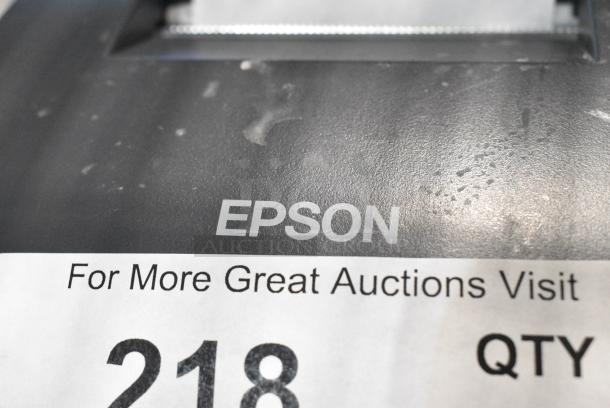 EPSON
For More Great Auctions Visit
218 QTY